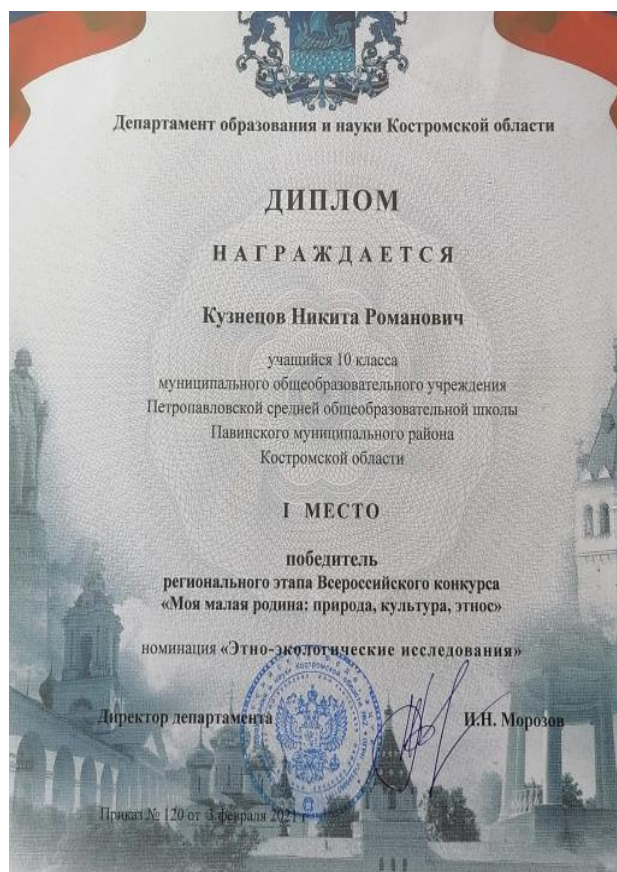 Департамент образования и науки Костромской области
ДИПЛОМ
НАГРАЖДАЕТСЯ
Кузнецов Никита Романович
учащийся 10 класса
муниципального общеобразовательного учреждения
Петропавловской средней общеобразовательной школы
Павинского муниципального района
Костромской области
I МЕСТО
победитель
регионального этапа Всероссийского конкурса
«Моя малая родина: природа, культура, этнос»
номинация «Этно-экологические исследования»
Директор департамента И.Н. Морозов
Приказ № 120 от 3 февраля 2021 г